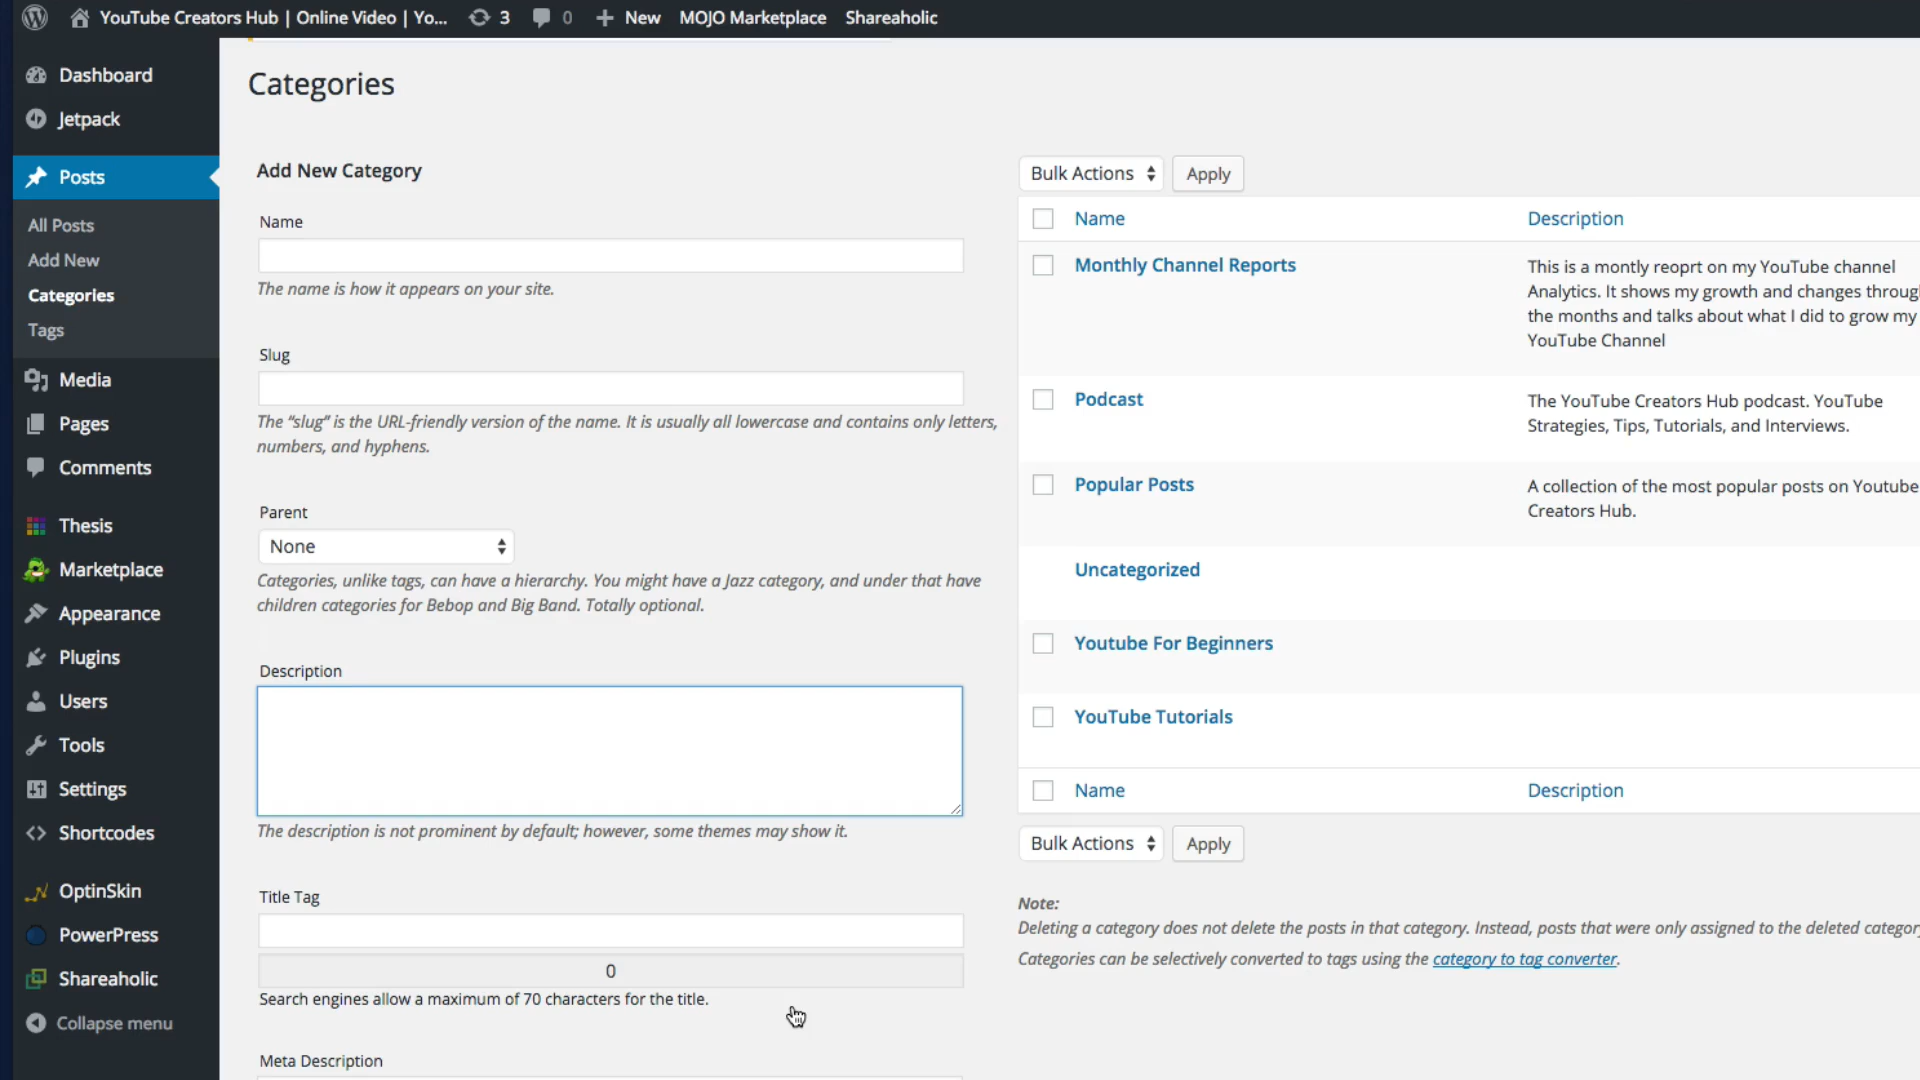 YouTube Creators Hub | Online Video | Yo... 3 0 New MOJO Marketplace Shareaholic
Dashboard
Jetpack
Posts
All Posts
Add New
Categories
Tags
Media
Pages
Comments
Thesis
Marketplace
Appearance
Plugins
Users
Tools
Settings
Shortcodes
OptinSkin
PowerPress
Shareaholic
Collapse menu
Categories
Add New Category
Name
The name is how it appears on your site.
Slug
The “slug” is the URL-friendly version of the name. It is usually all lowercase and contains only letters,
numbers, and hyphens.
Parent
None
Categories, unlike tags, can have a hierarchy. You might have a Jazz category, and under that have
children categories for Bebop and Big Band. Totally optional.
Description
The description is not prominent by default; however, some themes may show it.
Title Tag
0
Search engines allow a maximum of 70 characters for the title.
Meta Description
Bulk Actions Apply
Name Description
Monthly Channel Reports
This is a montly reoprt on my YouTube channel
Analytics. It shows my growth and changes throug
the months and talks about what I did to grow my
YouTube Channel
Podcast
The YouTube Creators Hub podcast. YouTube
Strategies, Tips, Tutorials, and Interviews.
Popular Posts
A collection of the most popular posts on Youtube
Creators Hub.
Uncategorized
Youtube For Beginners
YouTube Tutorials
Name Description
Bulk Actions Apply
Note:
Deleting a category does not delete the posts in that category. Instead, posts that were only assigned to the deleted categor
Categories can be selectively converted to tags using the category to tag converter.